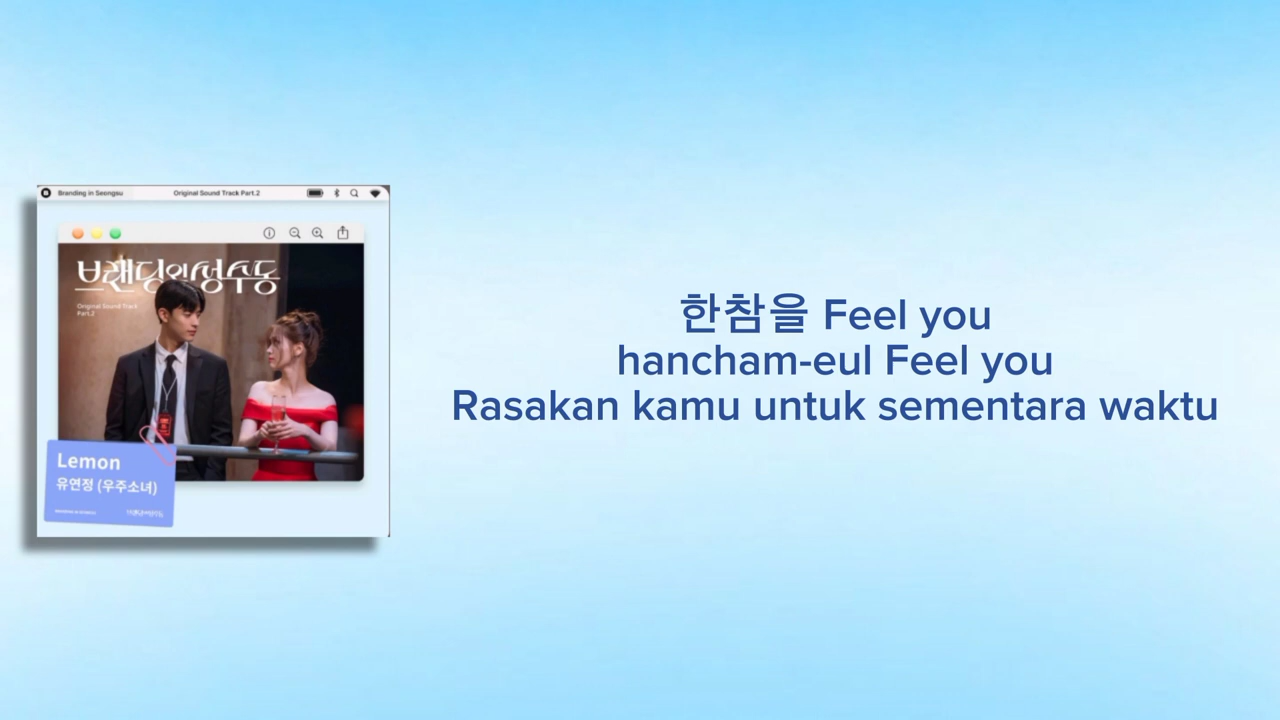 Branding in Seongsu
Original Sound Track Part.2
브랜딩인성수동
Original Sound Track
Part.2
Lemon
유연정 (우주소녀)
한참을 Feel you
hancham-eul Feel you
Rasakan kamu untuk sementara waktu